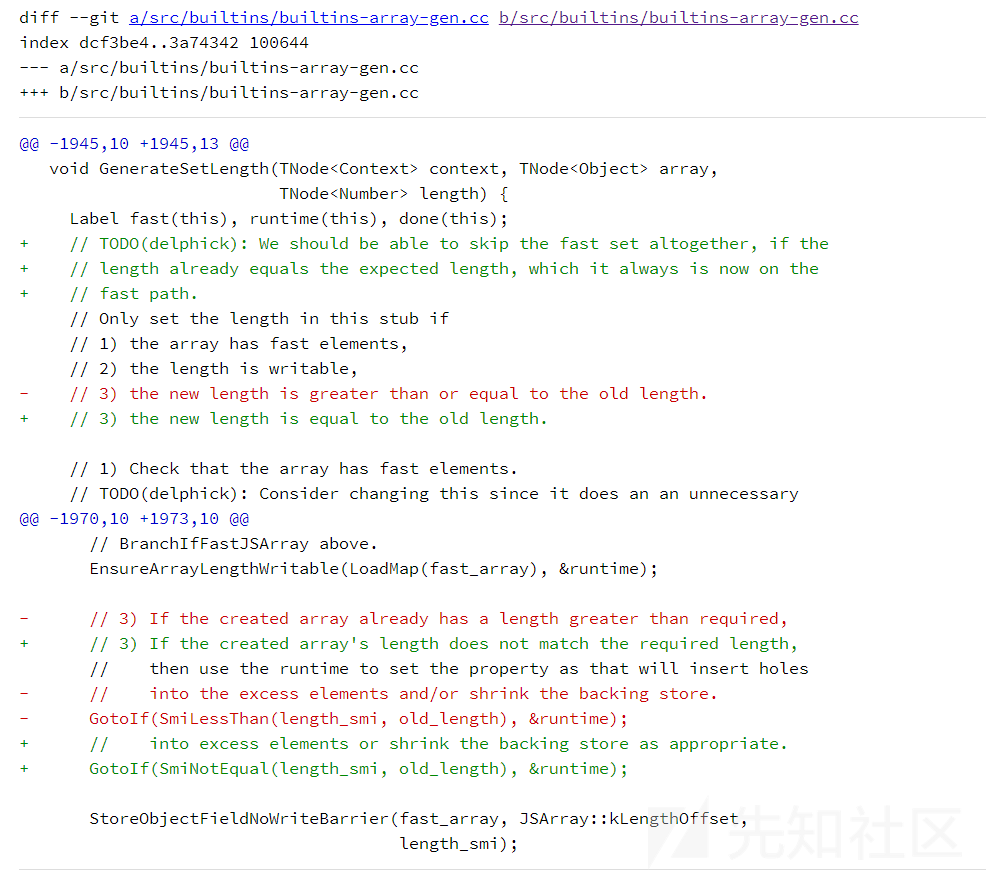 diff --git a/src/builtins/builtins-array-gen.cc b/src/builtins/builtins-array-gen.cc
index dcf3be4..3a74342 100644
--- a/src/builtins/builtins-array-gen.cc
+++ b/src/builtins/builtins-array-gen.cc
@@ -1945,10 +1945,13 @@
   void GenerateSetLength(TNode<Context> context, TNode<Object> array,
                          TNode<Number> length) {
     Label fast(this), runtime(this), done(this);
+    // TODO(delphick): We should be able to skip the fast set altogether, if the
+    // length already equals the expected length, which it always is now on the
+    // fast path.
     // Only set the length in this stub if
     // 1) the array has fast elements,
     // 2) the length is writable,
-    // 3) the new length is greater than or equal to the old length.
+    // 3) the new length is equal to the old length.
     // 1) Check that the array has fast elements.
     // TODO(delphick): Consider changing this since it does an an unnecessary
@@ -1970,10 +1973,10 @@
       // BranchIfFastJSArray above.
       EnsureArrayLengthWritable(LoadMap(fast_array), &runtime);
-      // 3) If the created array already has a length greater than required,
+      // 3) If the created array's length does not match the required length,
       //    then use the runtime to set the property as that will insert holes
-      //    into the excess elements and/or shrink the backing store.
-      GotoIf(SmiLessThan(length_smi, old_length), &runtime);
+      //    into excess elements or shrink the backing store as appropriate.
+      GotoIf(SmiNotEqual(length_smi, old_length), &runtime);
       StoreObjectFieldNoWriteBarrier(fast_array, JSArray::kLengthOffset,
                                      length_smi);
先知社区